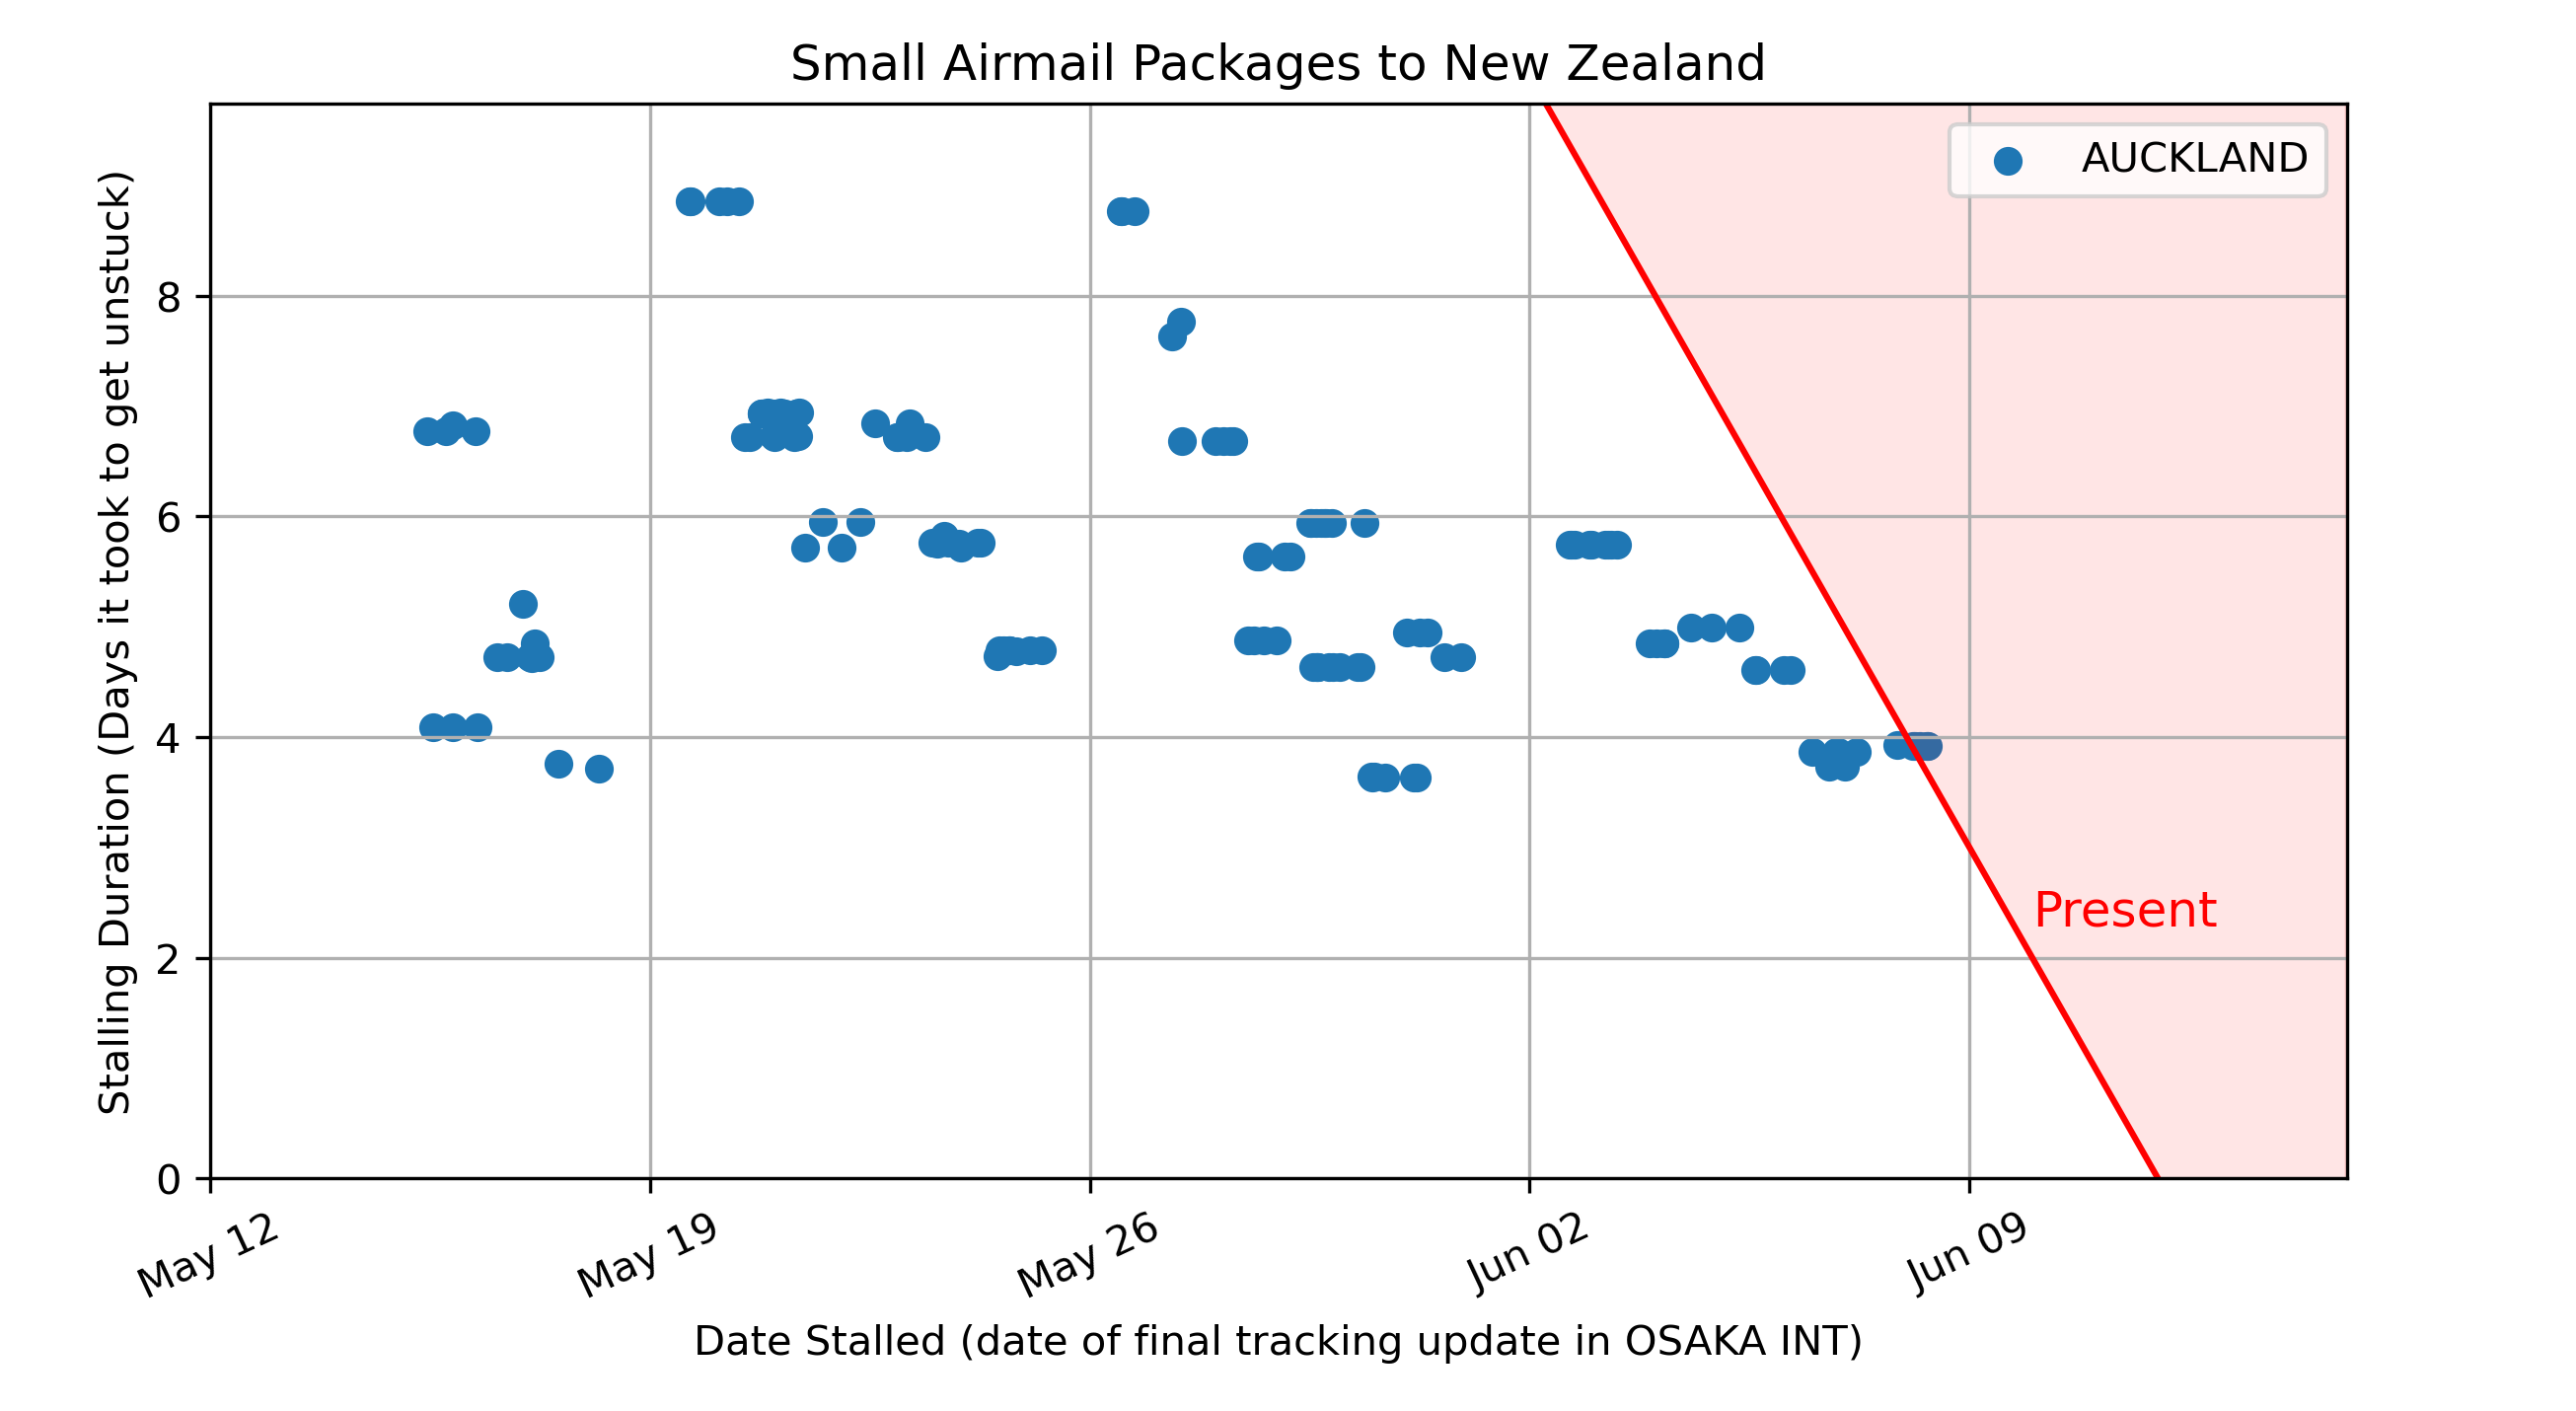 Small Airmail Packages to New Zealand
AUCKLAND
Stalling Duration (Days it took to get unstuck)
8
6
4
2
0
Present
May 12
May 19
May 26
Jun 02
Jun 09
Date Stalled (date of final tracking update in OSAKA INT)